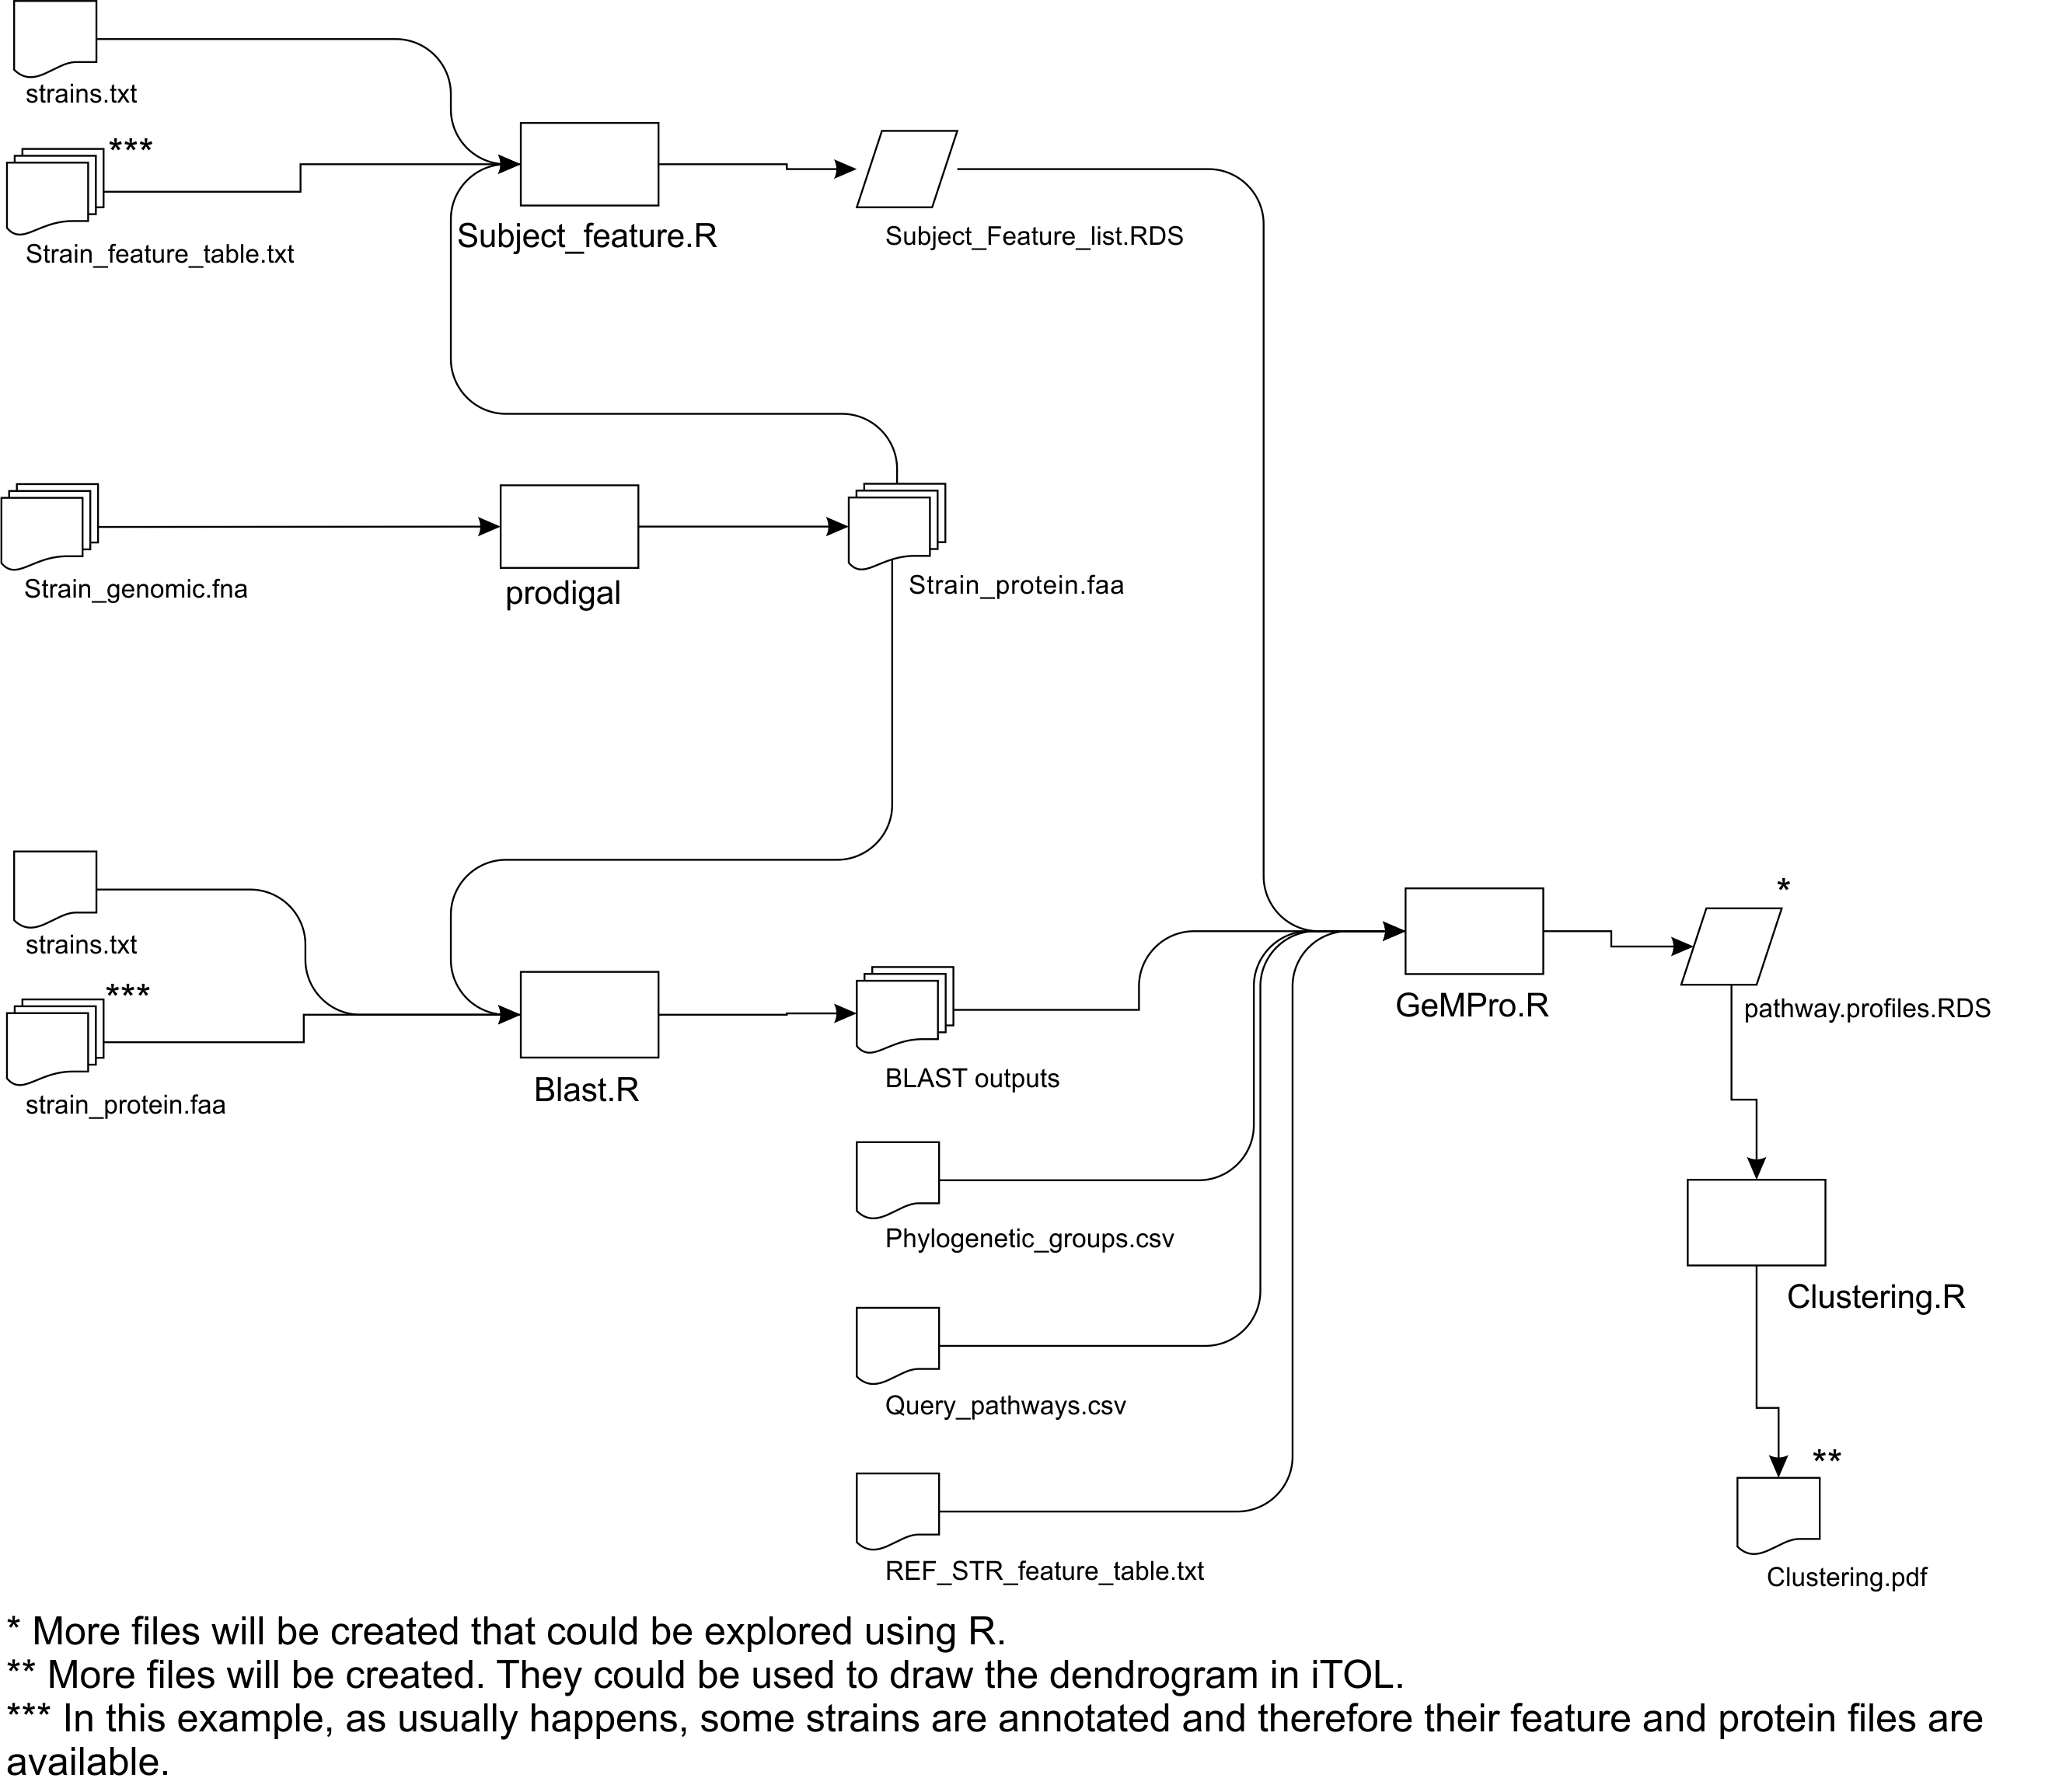 strains.txt
***
Strain_feature_table.txt
Subject_feature.R
Subject_Feature_list.RDS
Strain_genomic.fna
prodigal
Strain_protein.faa
strains.txt
***
strain_protein.faa
Blast.R
BLAST outputs
GeMPro.R
*
pathway.profiles.RDS
Phylogenetic_groups.csv
Clustering.R
Query_pathways.csv
**
REF_STR_feature_table.txt
Clustering.pdf
* More files will be created that could be explored using R.
** More files will be created. They could be used to draw the dendrogram in iTOL.
*** In this example, as usually happens, some strains are annotated and therefore their feature and protein files are
available.